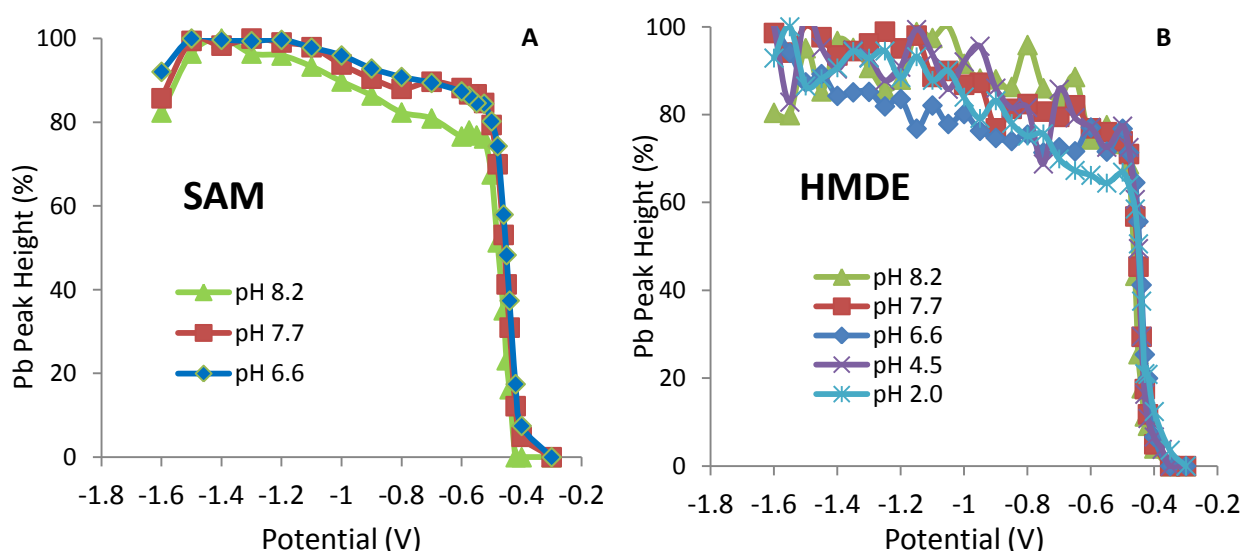 Pb Peak Height (%)
100
80
60
40
20
0
A
SAM
pH 8.2
pH 7.7
pH 6.6
-1.8 -1.6 -1.4 -1.2 -1 -0.8 -0.6 -0.4 -0.2
Potential (V)
Pb Peak Height (%)
100
80
60
40
20
0
B
HMDE
pH 8.2
pH 7.7
pH 6.6
pH 4.5
pH 2.0
-1.8 -1.6 -1.4 -1.2 -1 -0.8 -0.6 -0.4 -0.2
Potential (V)